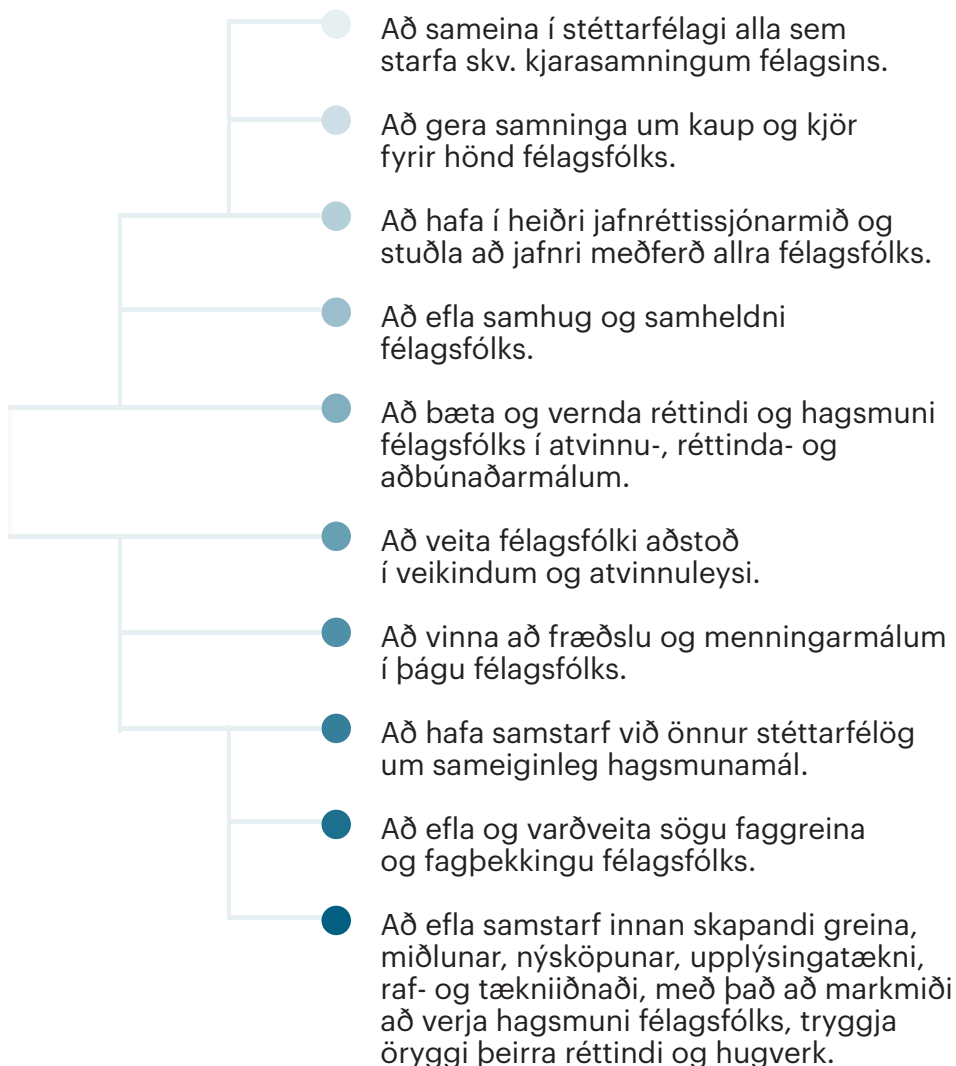 Að sameina í stéttarfélagi alla sem
starfa skv. kjarasamningum félagsins.
Að gera samninga um kaup og kjör
fyrir hönd félagsfólks.
Að hafa í heiðri jafnréttissjónarmið og
stuðla að jafnri meðferð allra félagsfólks.
Að efla samhug og samheldni
félagsfólks.
Að bæta og vernda réttindi og hagsmuni
félagsfólks í atvinnu-, réttinda- og
aðbúnaðarmálum.
Að veita félagsfólki aðstoð
í veikindum og atvinnuleysi.
Að vinna að fræðslu og menningarmálum
í þágu félagsfólks.
Að hafa samstarf við önnur stéttarfélög
um sameiginleg hagsmunamál.
Að efla og varðveita sögu faggreina
og fagþekkingu félagsfólks.
Að efla samstarf innan skapandi greina,
miðlunar, nýsköpunar, upplýsingatækni,
raf- og tækniiðnaði, með það að markmiði
að verja hagsmuni félagsfólks, tryggja
öryggi þeirra réttindi og hugverk.